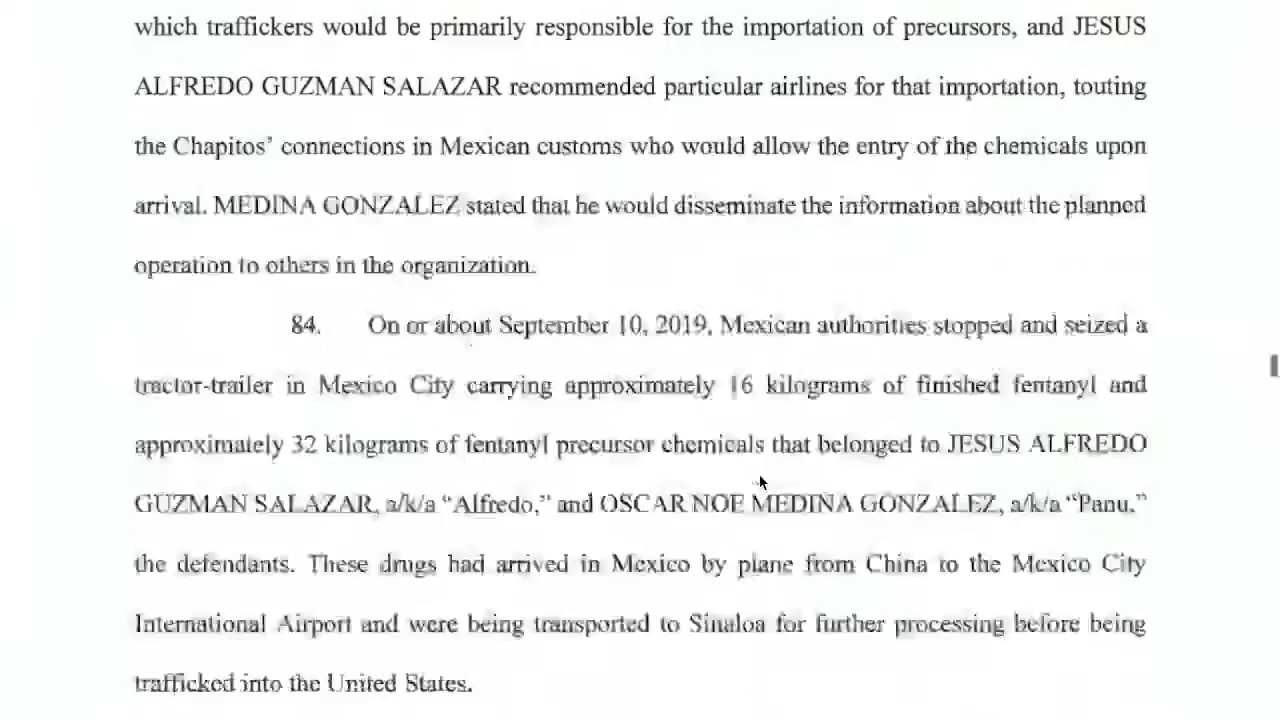 which traffickers would be primarily responsible for the importation of precursors, and JESUS
ALFREDO GUZMAN SALAZAR recommended particular airlines for that importation, touting
the Chapitos’ connections in Mexican customs who would allow the entry of the chemicals upon
arrival. MEDINA GONZALEZ stated that he would disseminate the information about the planned
operation to others in the organization.
84. On or about September 10, 2019, Mexican authorities stopped and seized a
tractor-trailer in Mexico City carrying approximately 16 kilograms of finished fentanyl and
approximately 32 kilograms of fentanyl precursor chemicals that belonged to JESUS ALFREDO
GUZMAN SALAZAR, a/k/a “Alfredo,” and OSCAR NOE MEDINA GONZALEZ, a/k/a “Panu,”
the defendants. These drugs had arrived in Mexico by plane from China to the Mexico City
International Airport and were being transported to Sinaloa for further processing before being
trafficked into the United States.